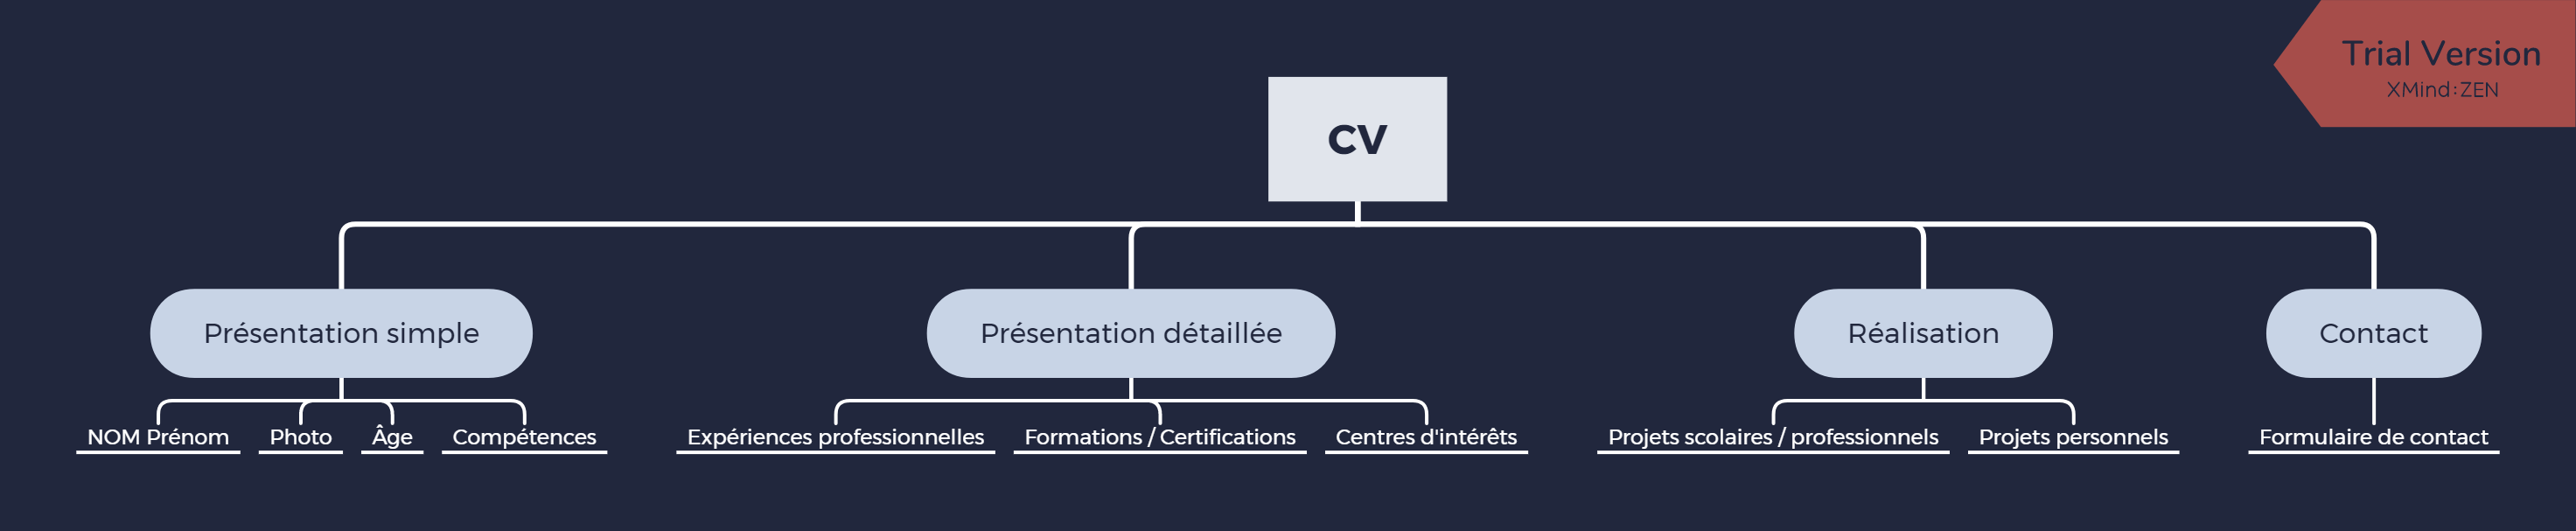 Trial Version
XMind:ZEN
CV
Présentation simple
Présentation détaillée
Réalisation
Contact
NOM Prénom
Photo
Âge
Compétences
Expériences professionnelles
Formations / Certifications
Centres d'intérêts
Projets scolaires / professionnels
Projets personnels
Formulaire de contact